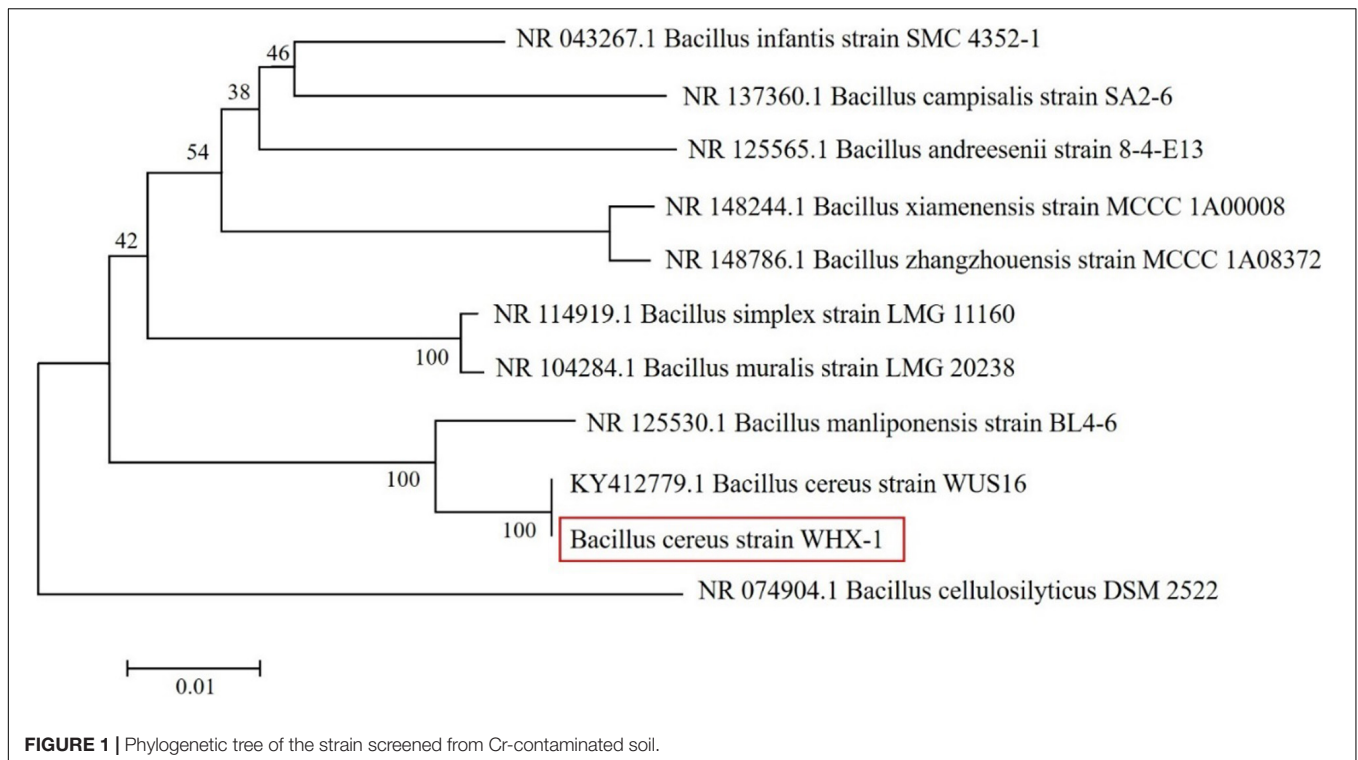 NR 043267.1 Bacillus infantis strain SMC 4352-1
46
38
NR 137360.1 Bacillus campisalis strain SA2-6
54
NR 125565.1 Bacillus andreesenii strain 8-4-E13
NR 148244.1 Bacillus xiamenensis strain MCCC 1A00008
42
NR 148786.1 Bacillus zhangzhouensis strain MCCC 1A08372
NR 114919.1 Bacillus simplex strain LMG 11160
100
NR 104284.1 Bacillus muralis strain LMG 20238
NR 125530.1 Bacillus manliponensis strain BL4-6
100
KY412779.1 Bacillus cereus strain WUS16
100
Bacillus cereus strain WHX-1
NR 074904.1 Bacillus cellulosilyticus DSM 2522
0.01
FIGURE 1 | Phylogenetic tree of the strain screened from Cr-contaminated soil.